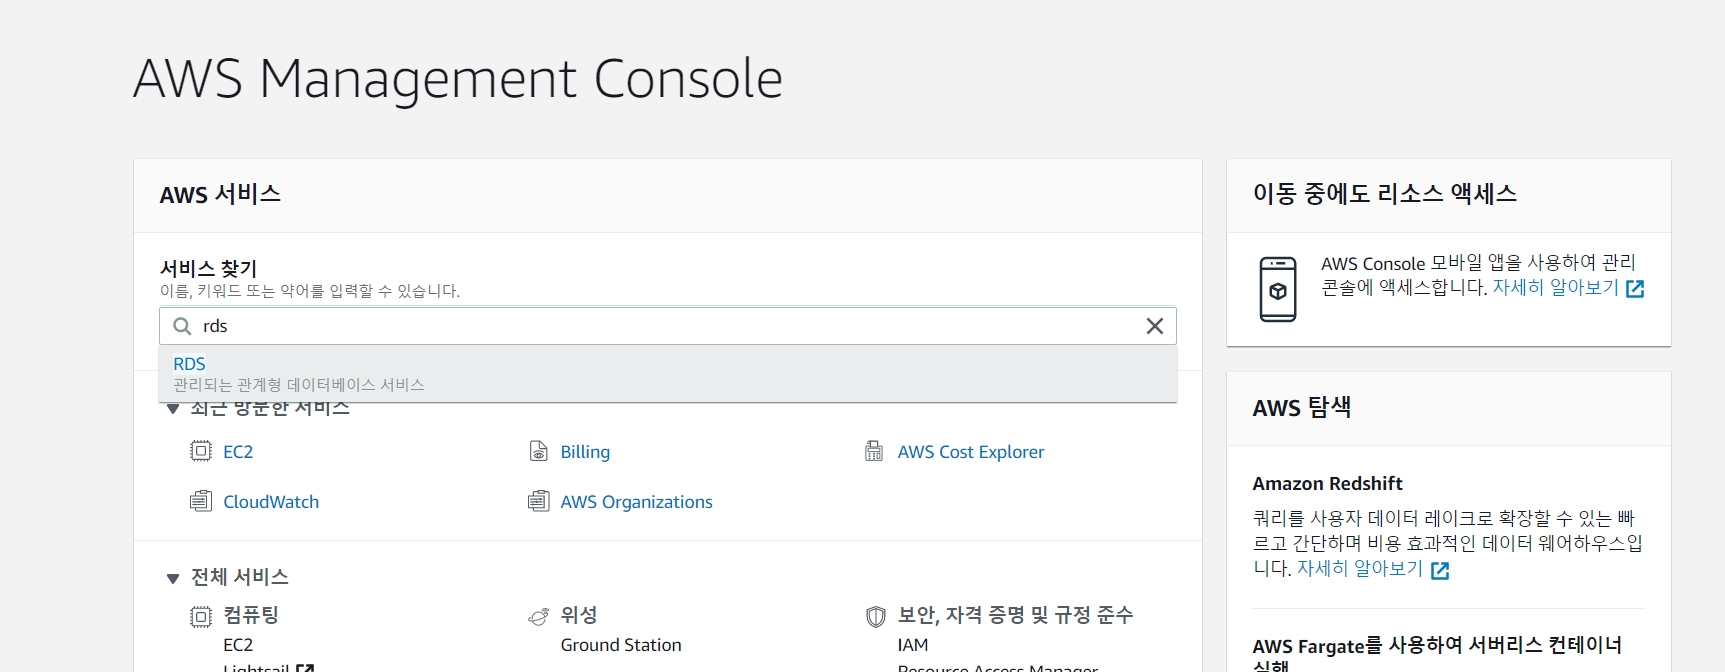 AWS Management Console
AWS 서비스
서비스 찾기
이름, 키워드 또는 약어를 입력할 수 있습니다.
rds
RDS
관리되는 관계형 데이터베이스 서비스
최근 방문한 서비스
EC2
Billing
AWS Cost Explorer
CloudWatch
AWS Organizations
전체 서비스
컴퓨팅
EC2
Lightsail
위성
Ground Station
보안, 자격 증명 및 규정 준수
IAM
Resource Access Manager
이동 중에도 리소스 액세스
AWS Console 모바일 앱을 사용하여 관리
콘솔에 액세스합니다. 자세히 알아보기
AWS 탐색
Amazon Redshift
쿼리를 사용자 데이터 레이크로 확장할 수 있는 빠
르고 간단하며 비용 효과적인 데이터 웨어하우스입
니다. 자세히 알아보기
AWS Fargate를 사용하여 서버리스 컨테이너
실행